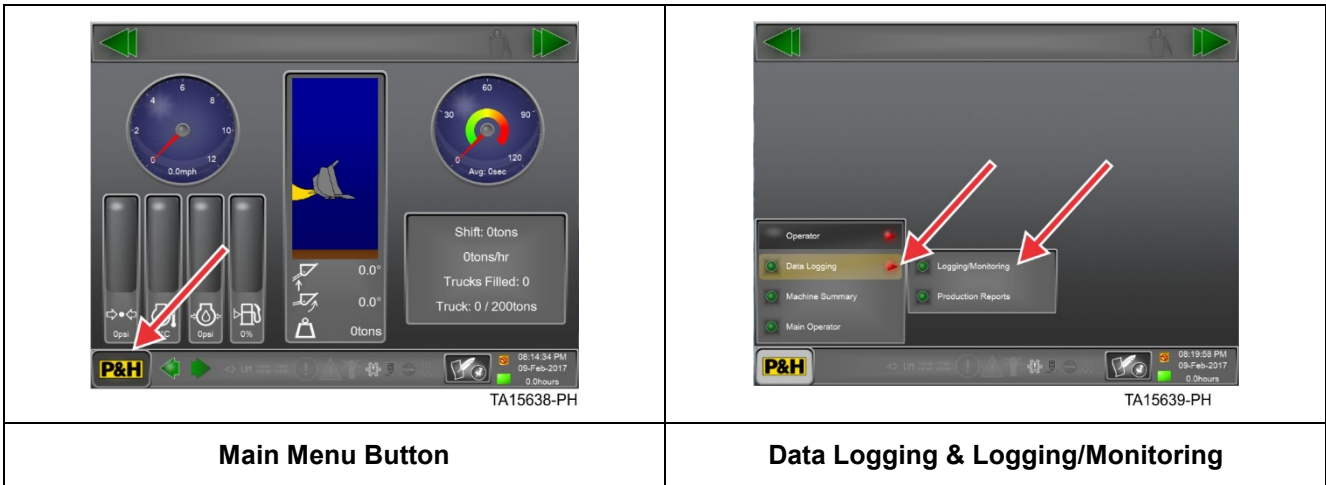 6
4
8
2
10
0
12
0.0mph
60
30
90
0
120
Avg: 0sec
Shift: 0tons
0tons/hr
Trucks Filled: 0
Truck: 0 / 200tons
0.0°
0.0°
0tons
0psi
0psi
0%
P&H
08:14:34 PM
09-Feb-2017
0.0hours
TA15638-PH
Main Menu Button
Operator
Data Logging
Logging/Monitoring
Machine Summary
Production Reports
Main Operator
P&H
08:19:58 PM
09-Feb-2017
0.0hours
TA15639-PH
Data Logging & Logging/Monitoring